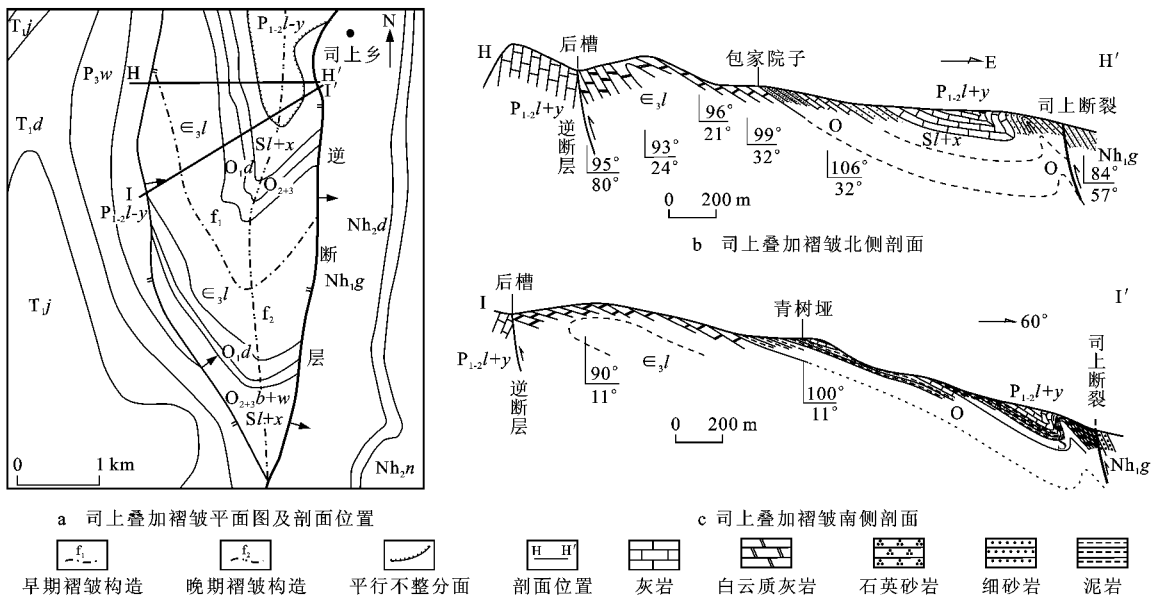 T₁j
P₁₋₂l-y
N
司上乡
P₃w
H
H′
I′
T₁d
∈₃l
Sl+x
逆
O₁d
O₂₊₃
I
P₁₋₂l-y
f₁
Nh₂d
断
Nh₁g
T₁j
∈₃l
f₂
O₁d
层
O₂₊₃b+w
Sl+x
Nh₂n
0 1 km
a 司上叠加褶皱平面图及剖面位置
H
后槽
包家院子
E
H′
P₁₋₂l+y
∈₃l
P₁₋₂l+y
司上断裂
逆断层
95°
80°
93°
24°
96°
21°
99°
32°
O
106°
32°
Sl+x
O
Nh₁g
84°
57°
0 200 m
b 司上叠加褶皱北侧剖面
I
后槽
青树垭
60°
I′
P₁₋₂l+y
逆断层
90°
11°
∈₃l
100°
11°
O
P₁₋₂l+y
司上断裂
Nh₁g
0 200 m
c 司上叠加褶皱南侧剖面
f₁
f₂
H H′
早期褶皱构造 晚期褶皱构造 平行不整分面 剖面位置 灰岩 白云质灰岩 石英砂岩 细砂岩 泥岩